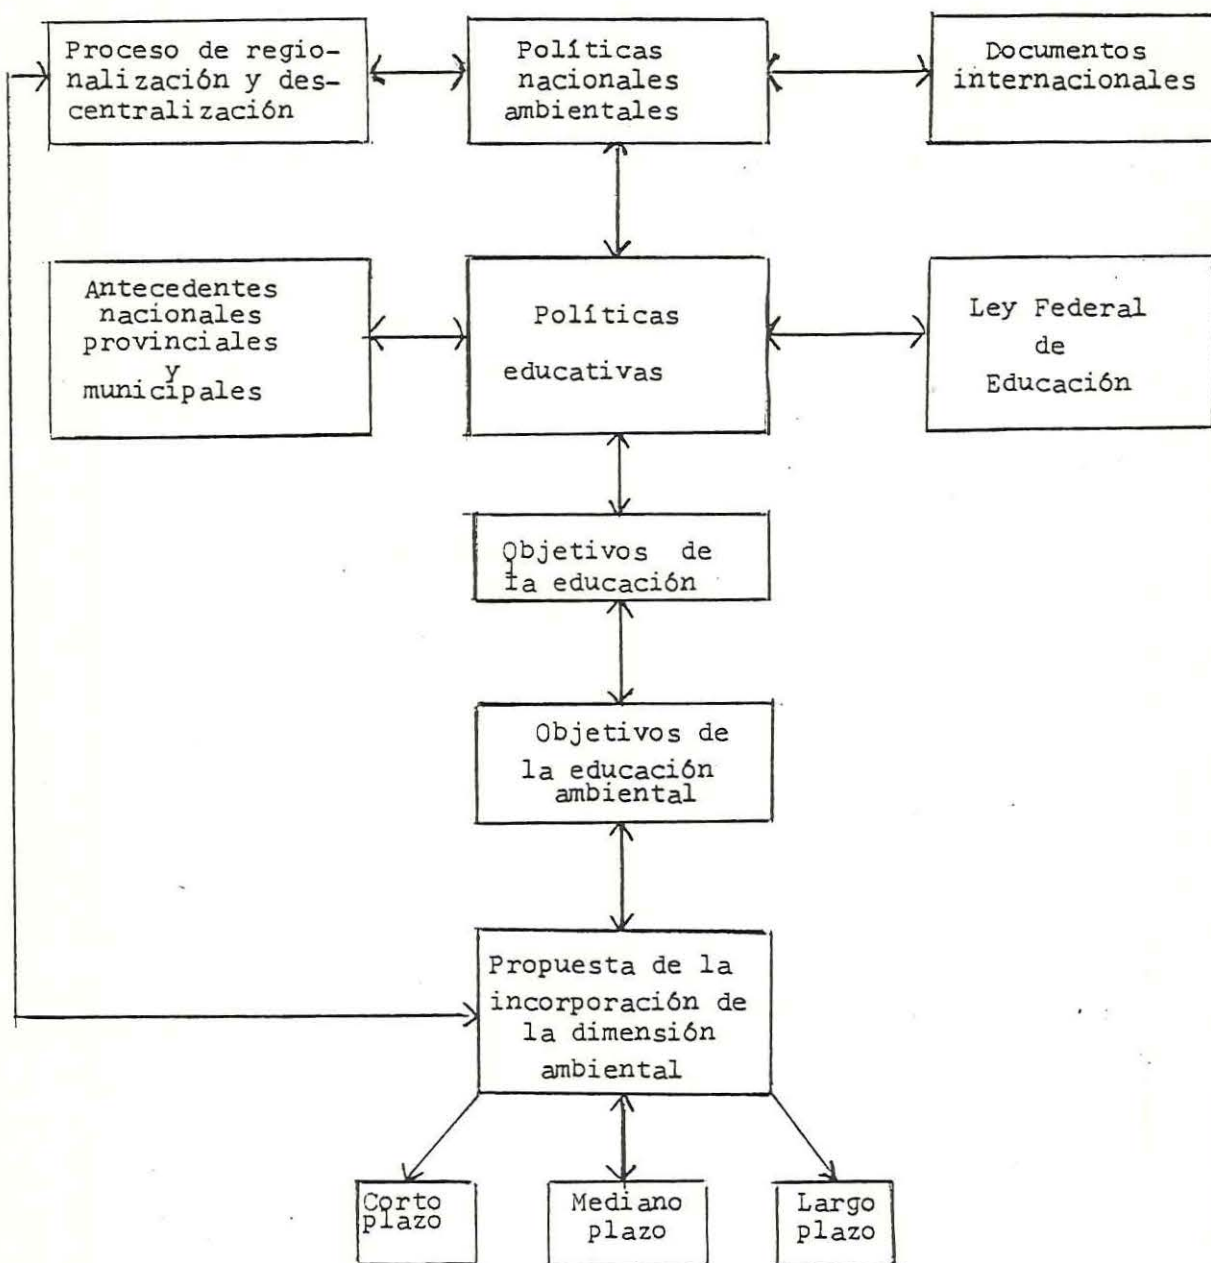 Proceso de regio-
nalización y des-
centralización
Políticas
nacionales
ambientales
Documentos
internacionales
Antecedentes
nacionales
provinciales
y
municipales
Políticas
educativas
Ley Federal
de
Educación
Objetivos de
la educación
Objetivos de
la educación
ambiental
Propuesta de la
incorporación de
la dimensión
ambiental
Corto
plazo
Mediano
plazo
Largo
plazo